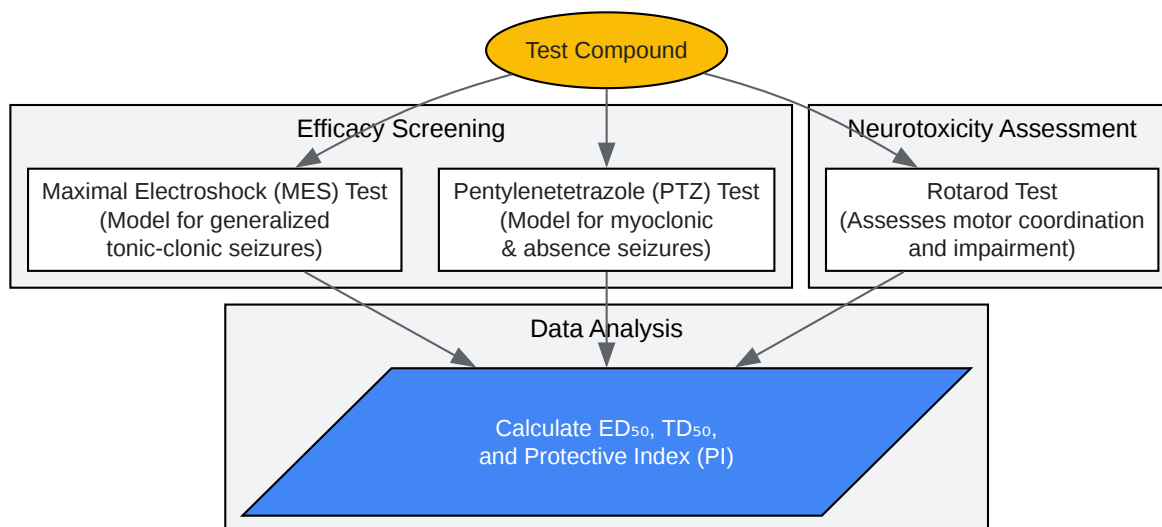 Test Compound
Efficacy Screening
Neurotoxicity Assessment
Maximal Electroshock (MES) Test
(Model for generalized
tonic-clonic seizures)
Pentylenetetrazole (PTZ) Test
(Model for myoclonic
& absence seizures)
Rotarod Test
(Assesses motor coordination
and impairment)
Data Analysis
Calculate ED₅₀, TD₅₀,
and Protective Index (PI)